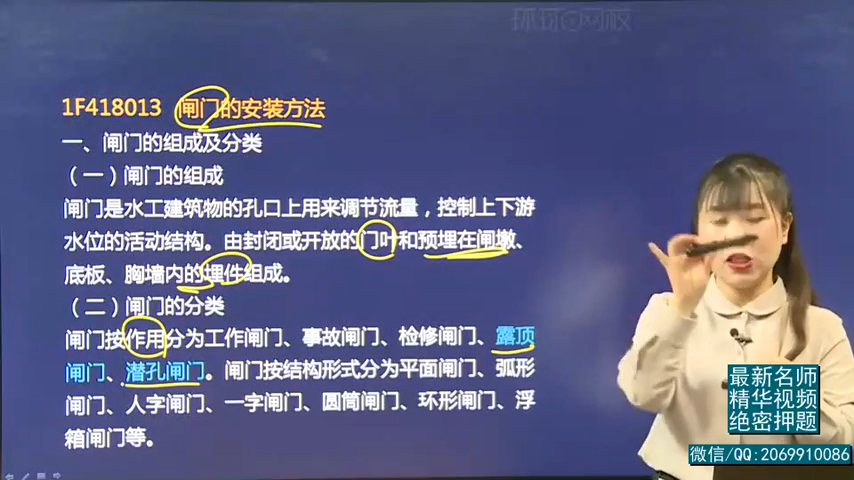 环球网校
1F418013 闸门的安装方法
一、闸门的组成及分类
（一）闸门的组成
闸门是水工建筑物的孔口上用来调节流量，控制上下游
水位的活动结构。由封闭或开放的门叶和预埋在闸墩、
底板、胸墙内的埋件组成。
（二）闸门的分类
闸门按作用分为工作闸门、事故闸门、检修闸门、露顶
闸门、潜孔闸门。闸门按结构形式分为平面闸门、弧形
闸门、人字闸门、一字闸门、圆筒闸门、环形闸门、浮
箱闸门等。
最新名师
精华视频
绝密押题
微信/QQ:2069910086